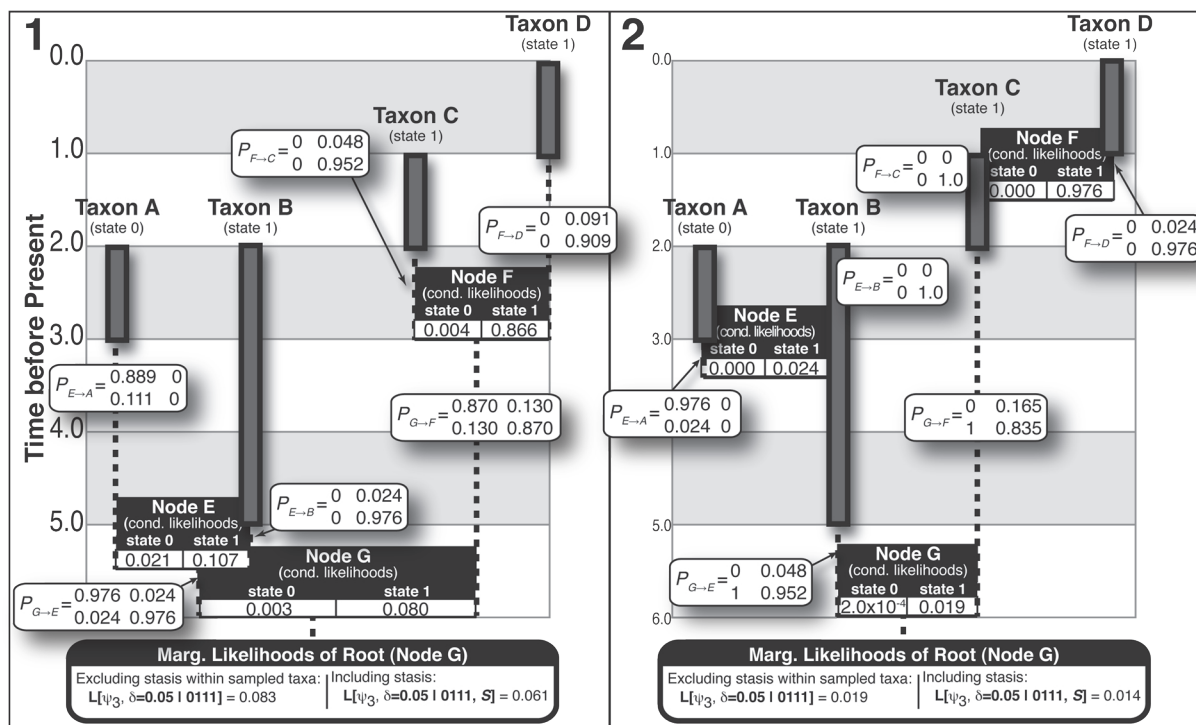 1
Taxon D
(state 1)
0.0
Taxon C
(state 1)
P F→C = 0 0.048
0 0.952
1.0
Taxon A
(state 0)
Taxon B
(state 1)
P F→D = 0 0.091
0 0.909
2.0
Node F
(cond. likelihoods)
state 0 state 1
0.004 0.866
3.0
P E→A = 0.889 0
0.111 0
P G→F = 0.870 0.130
0.130 0.870
4.0
Time before Present
P E→B = 0 0.024
0 0.976
Node E
(cond. likelihoods)
state 0 state 1
0.021 0.107
5.0
Node G
(cond. likelihoods)
state 0 state 1
0.003 0.080
P G→E = 0.976 0.024
0.024 0.976
Marg. Likelihoods of Root (Node G)
Excluding stasis within sampled taxa:
L[ψ3, δ=0.05 | 0111] = 0.083
Including stasis:
L[ψ3, δ=0.05 | 0111, S] = 0.061
2
Taxon D
(state 1)
0.0
Taxon C
(state 1)
Node F
(cond. likelihoods)
state 0 state 1
0.000 0.976
1.0
P F→C = 0 0
0 1.0
Taxon A
(state 0)
Taxon B
(state 1)
P F→D = 0 0.024
0 0.976
2.0
P E→B = 0 0
0 1.0
Node E
(cond. likelihoods)
state 0 state 1
0.000 0.024
3.0
P E→A = 0.976 0
0.024 0
P G→F = 0 0.165
1 0.835
4.0
5.0
Node G
(cond. likelihoods)
state 0 state 1
2.0x10-4 0.019
P G→E = 0 0.048
1 0.952
6.0
Marg. Likelihoods of Root (Node G)
Excluding stasis within sampled taxa:
L[ψ3, δ=0.05 | 0111] = 0.019
Including stasis:
L[ψ3, δ=0.05 | 0111, S] = 0.014